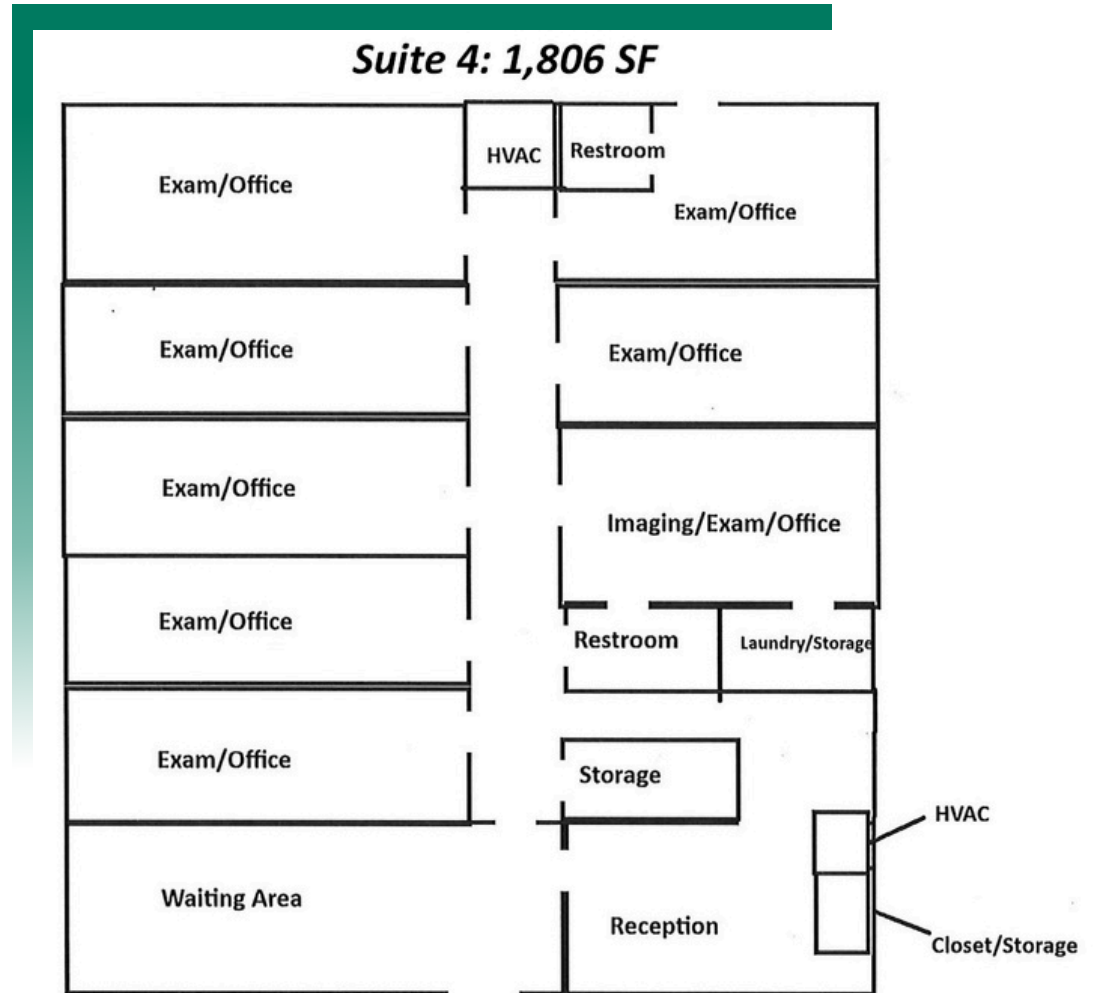 Suite 4: 1,806 SF
HVAC
Restroom
Exam/Office
Exam/Office
Exam/Office
Exam/Office
Exam/Office
Imaging/Exam/Office
Exam/Office
Restroom
Laundry/Storage
Exam/Office
Storage
HVAC
Waiting Area
Reception
Closet/Storage